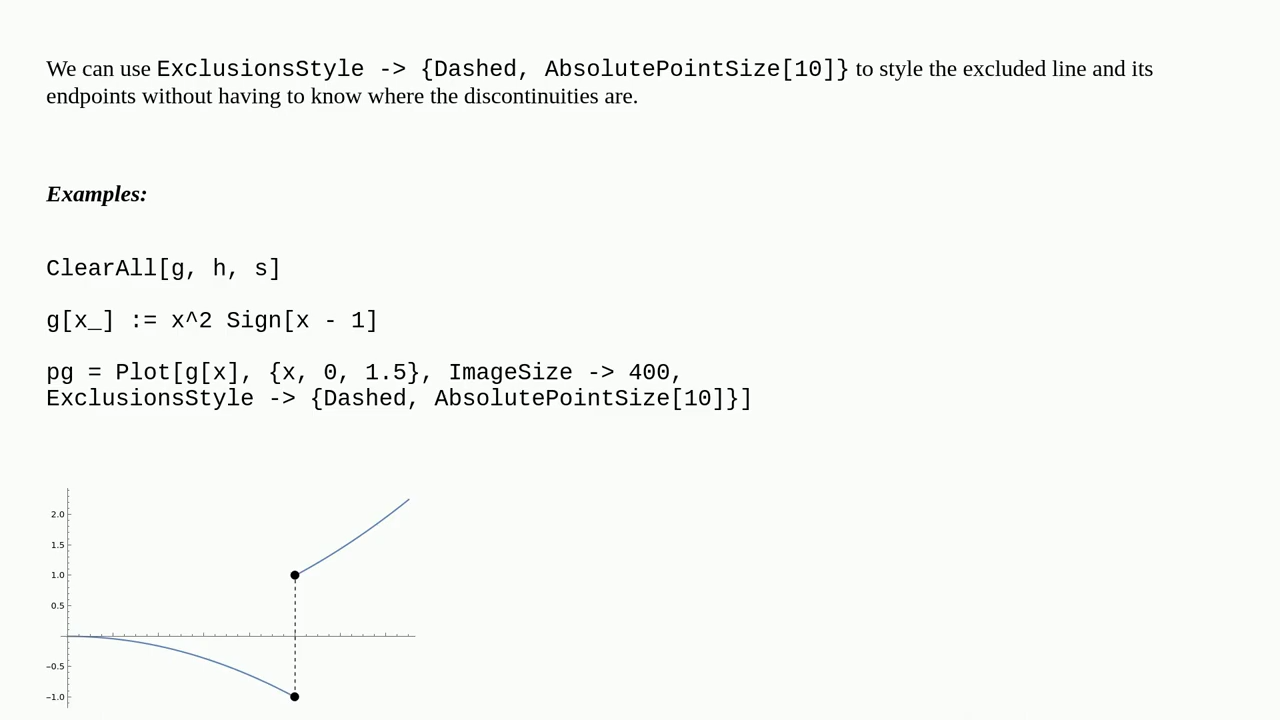 We can use ExclusionsStyle -> {Dashed, AbsolutePointSize[10]} to style the excluded line and its
endpoints without having to know where the discontinuities are.
Examples:
ClearAll[g, h, s]
g[x_] := x^2 Sign[x - 1]
pg = Plot[g[x], {x, 0, 1.5}, ImageSize -> 400,
ExclusionsStyle -> {Dashed, AbsolutePointSize[10]}]
2.0
1.5
1.0
0.5
−0.5
−1.0